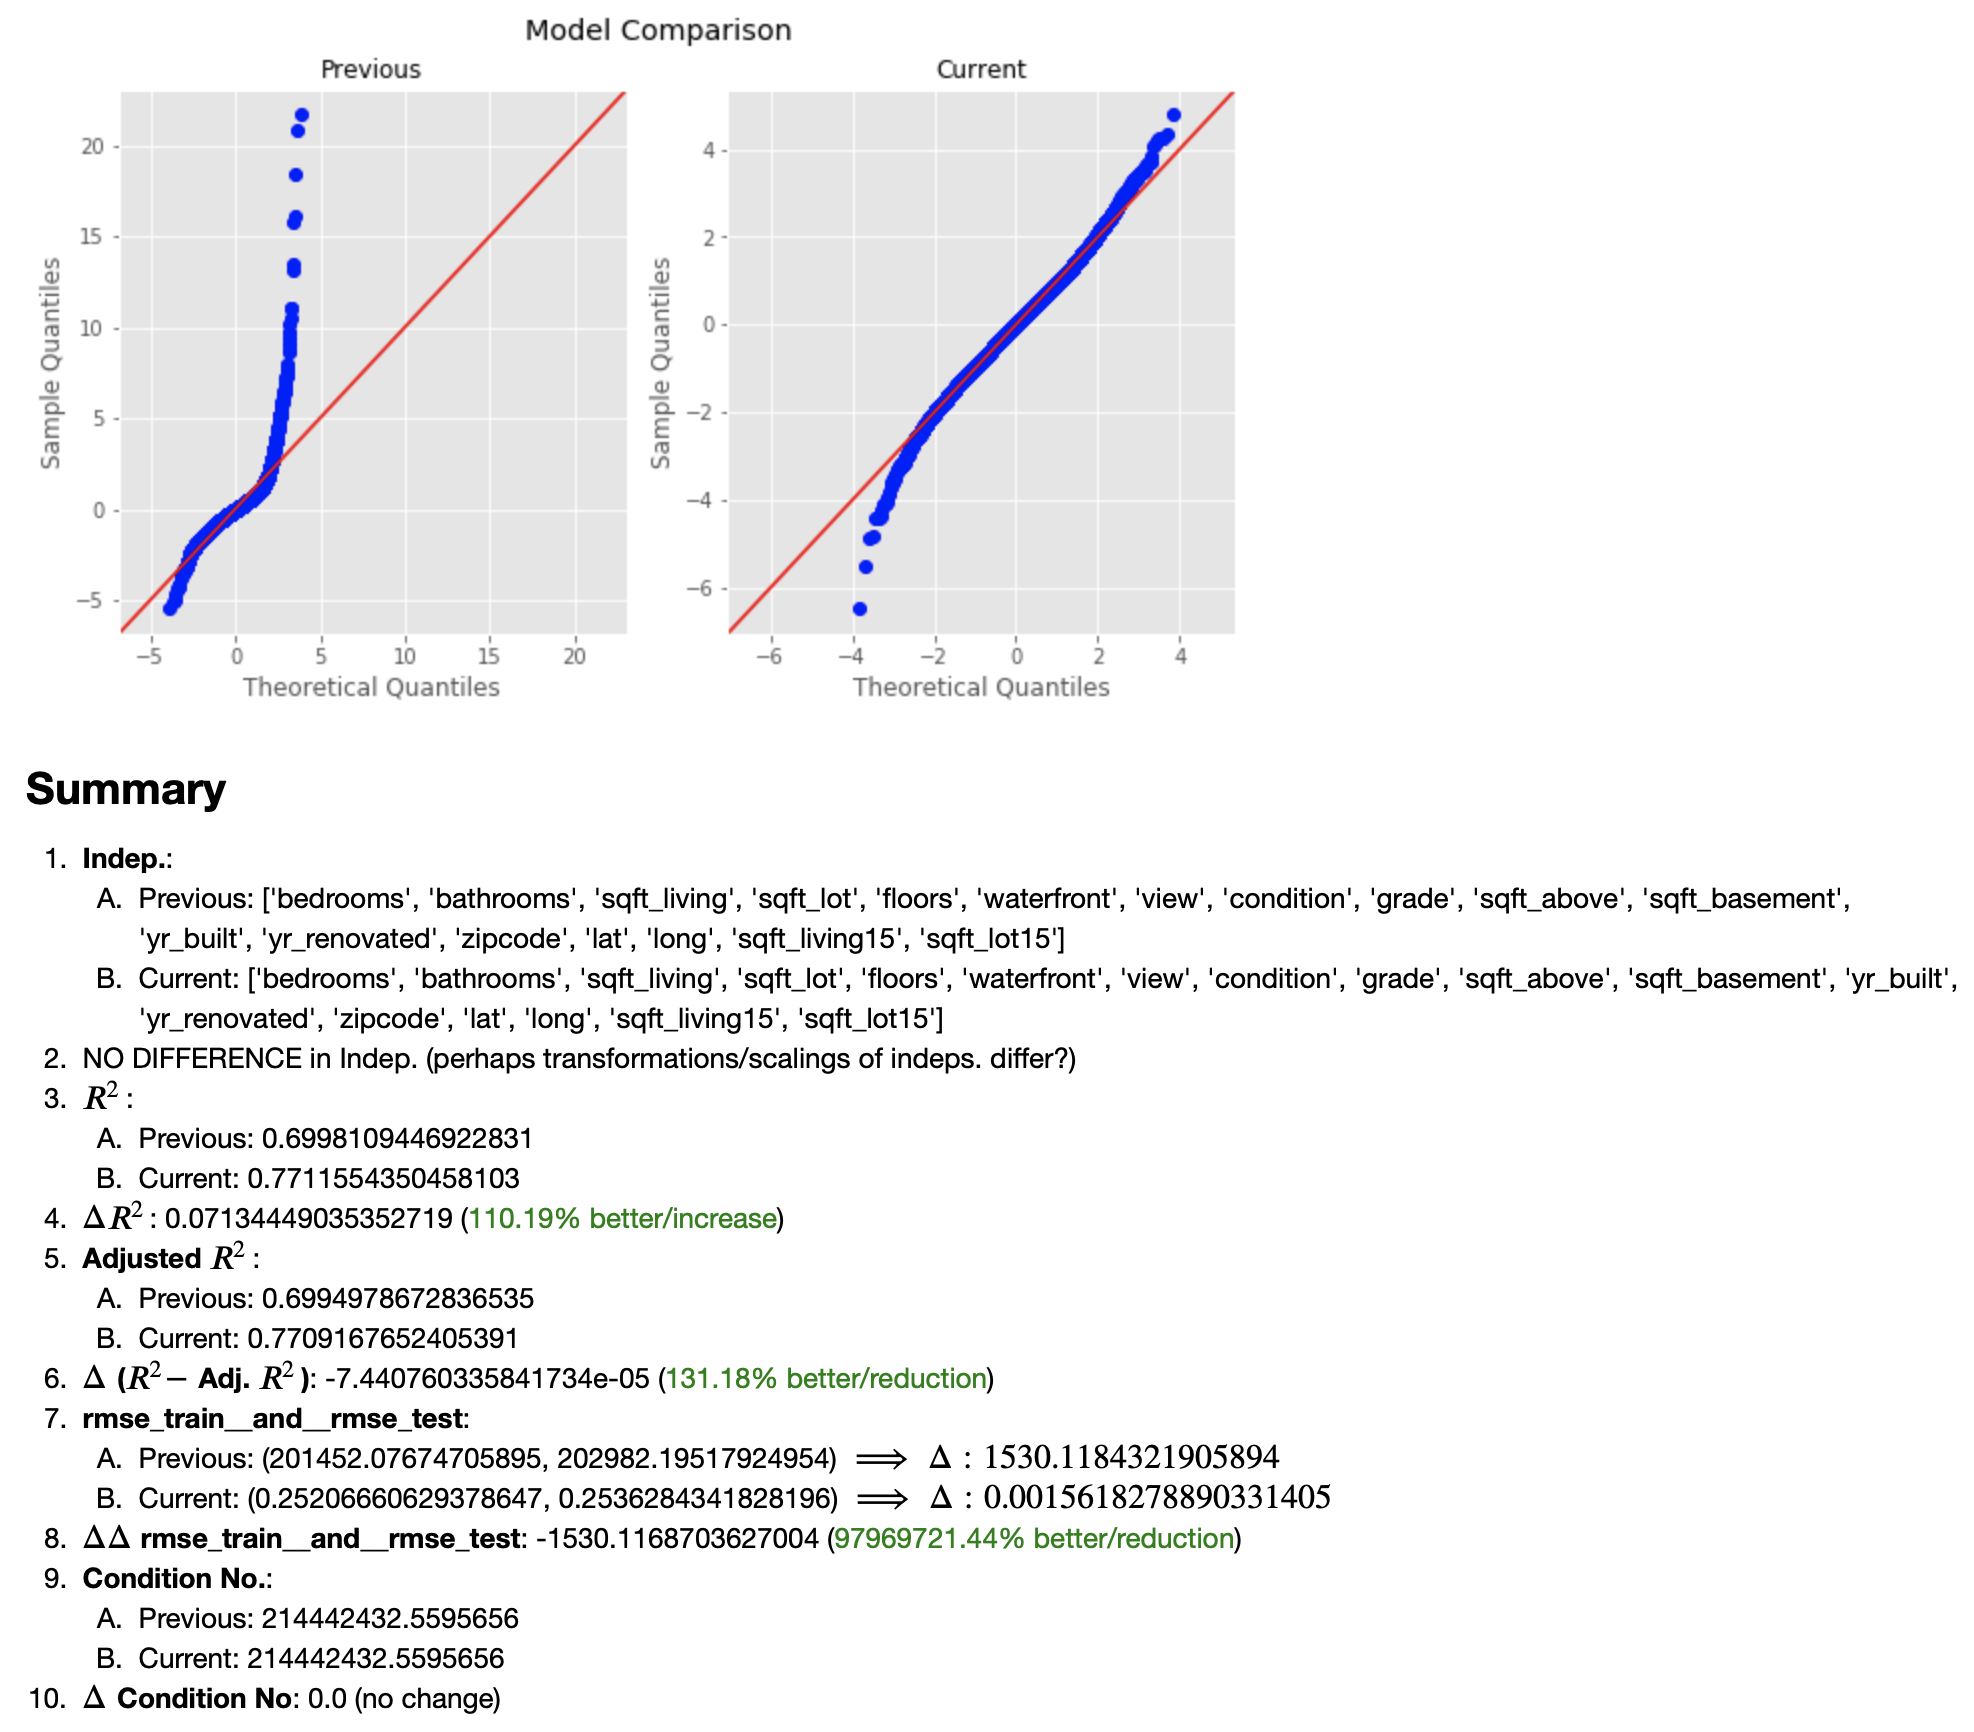 Model Comparison
Previous
Current
20
15
10
5
0
−5
Sample Quantiles
−5 0 5 10 15 20
Theoretical Quantiles
4
2
0
−2
−4
−6
Sample Quantiles
−6 −4 −2 0 2 4
Theoretical Quantiles
Summary
1. Indep.:
A. Previous: ['bedrooms', 'bathrooms', 'sqft_living', 'sqft_lot', 'floors', 'waterfront', 'view', 'condition', 'grade', 'sqft_above', 'sqft_basement',
'yr_built', 'yr_renovated', 'zipcode', 'lat', 'long', 'sqft_living15', 'sqft_lot15']
B. Current: ['bedrooms', 'bathrooms', 'sqft_living', 'sqft_lot', 'floors', 'waterfront', 'view', 'condition', 'grade', 'sqft_above', 'sqft_basement', 'yr_built',
'yr_renovated', 'zipcode', 'lat', 'long', 'sqft_living15', 'sqft_lot15']
2. NO DIFFERENCE in Indep. (perhaps transformations/scalings of indeps. differ?)
3. R² :
A. Previous: 0.6998109446922831
B. Current: 0.7711554350458103
4. ΔR² : 0.07134449035352719 (110.19% better/increase)
5. Adjusted R² :
A. Previous: 0.6994978672836535
B. Current: 0.7709167652405391
6. Δ (R² − Adj. R² ): -7.440760335841734e-05 (131.18% better/reduction)
7. rmse_train__and__rmse_test:
A. Previous: (201452.07674705895, 202982.19517924954) ⟹ Δ : 1530.1184321905894
B. Current: (0.25206660629378647, 0.2536284341828196) ⟹ Δ : 0.0015618278890331405
8. ΔΔ rmse_train__and__rmse_test: -1530.1168703627004 (97969721.44% better/reduction)
9. Condition No.:
A. Previous: 214442432.5595656
B. Current: 214442432.5595656
10. Δ Condition No: 0.0 (no change)